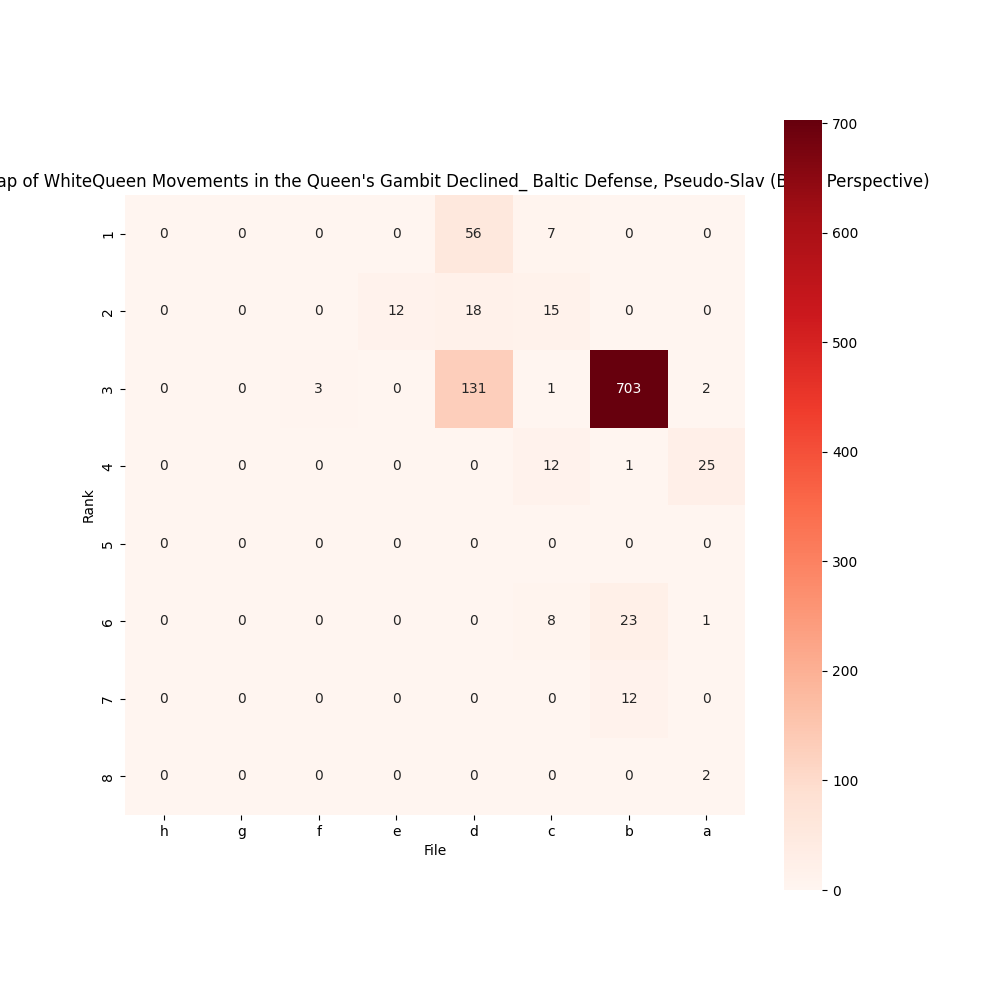 700
ap of WhiteQueen Movements in the Queen's Gambit Declined_ Baltic Defense, Pseudo-Slav ( Perspective)
1 0 0 0 0 56 7 0 0
600
2 0 0 0 12 18 15 0 0
500
3 0 0 3 0 131 1 703 2
400
4 0 0 0 0 0 12 1 25
Rank
5 0 0 0 0 0 0 0 0
300
6 0 0 0 0 0 8 23 1
200
7 0 0 0 0 0 0 12 0
100
8 0 0 0 0 0 0 0 2
h g f e d c b a
File
0